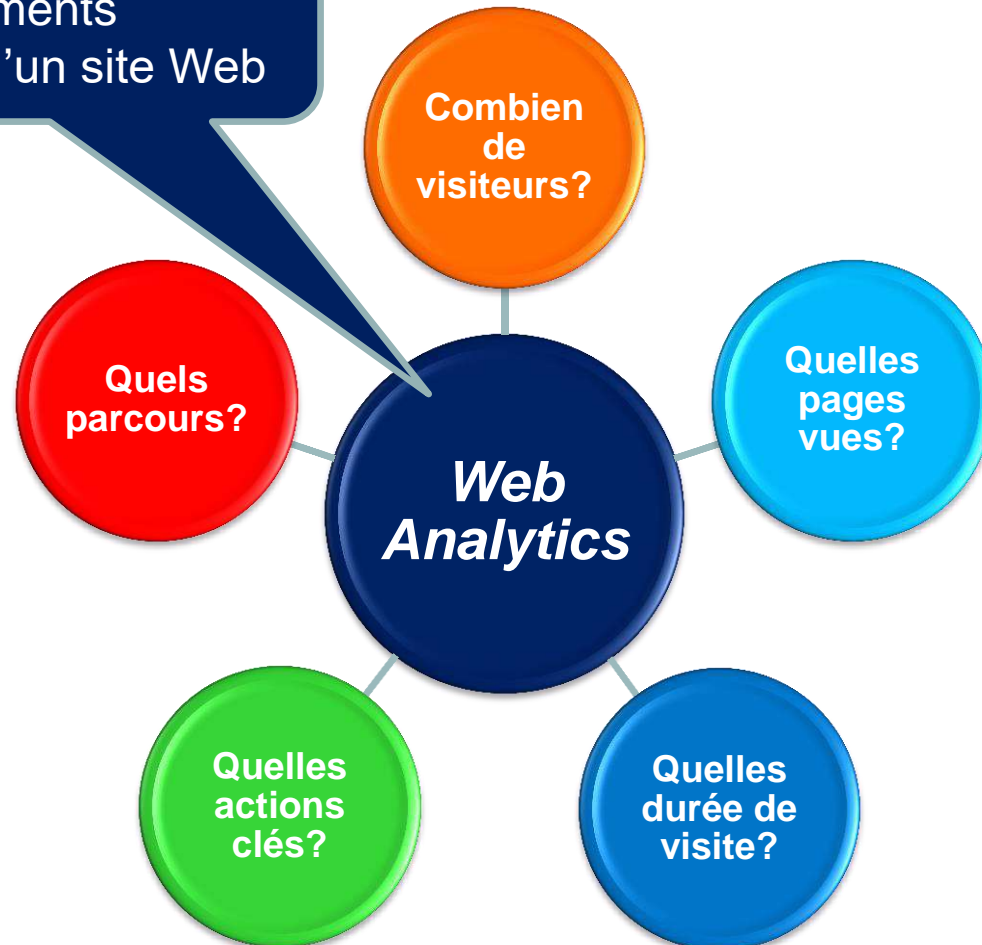 'un site Web
Combien
de
visiteurs?
Quels
parcours?
Quelles
pages
vues?
Web
Analytics
Quelles
actions
clés?
Quelles
durée de
visite?